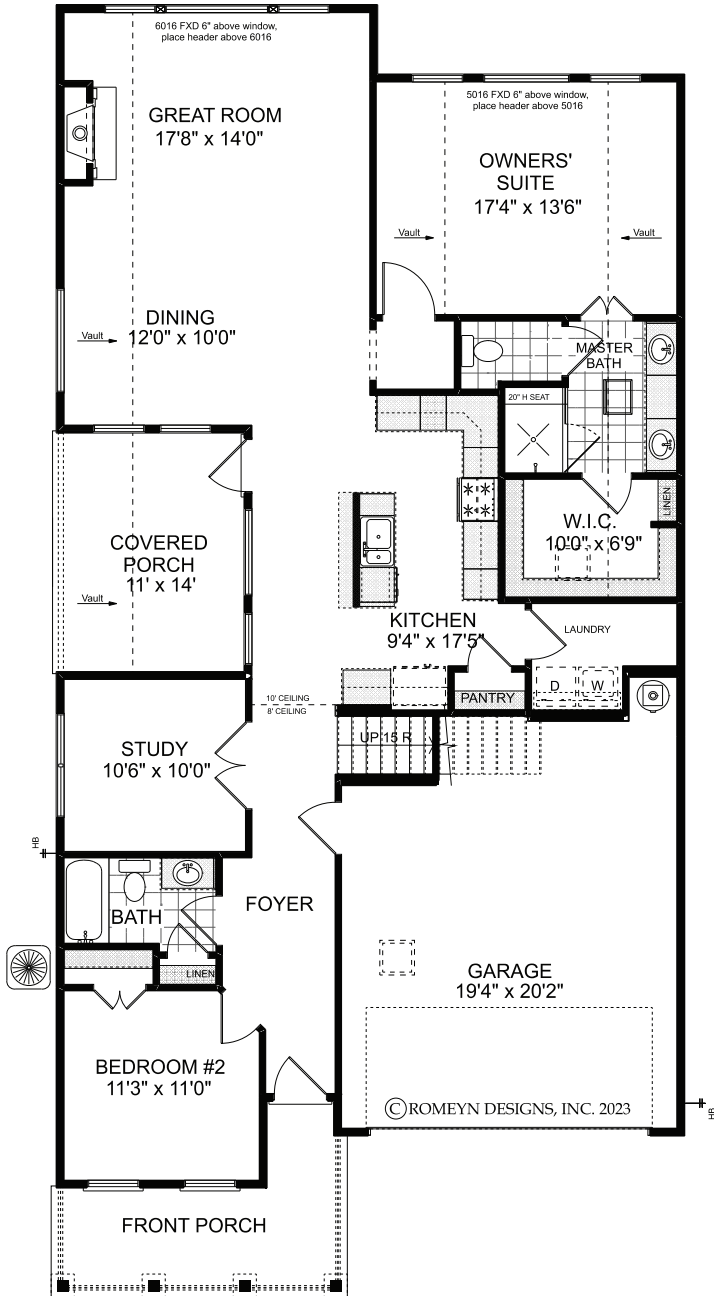 6016 FXD 6" above window,
place header above 6016
GREAT ROOM
17'8" x 14'0"
5016 FXD 6" above window,
place header above 5016
OWNERS'
SUITE
17'4" x 13'6"
Vault
Vault
DINING
12'0" x 10'0"
Vault
MASTER
BATH
20" H SEAT
LINEN
W.I.C.
10'0" x 6'9"
COVERED
PORCH
11' x 14'
Vault
KITCHEN
9'4" x 17'5"
LAUNDRY
D
W
PANTRY
10' CEILING
8' CEILING
UP 15 R
STUDY
10'6" x 10'0"
HB
BATH
FOYER
LINEN
GARAGE
19'4" x 20'2"
BEDROOM #2
11'3" x 11'0"
©ROMEYN DESIGNS, INC. 2023
HB
FRONT PORCH